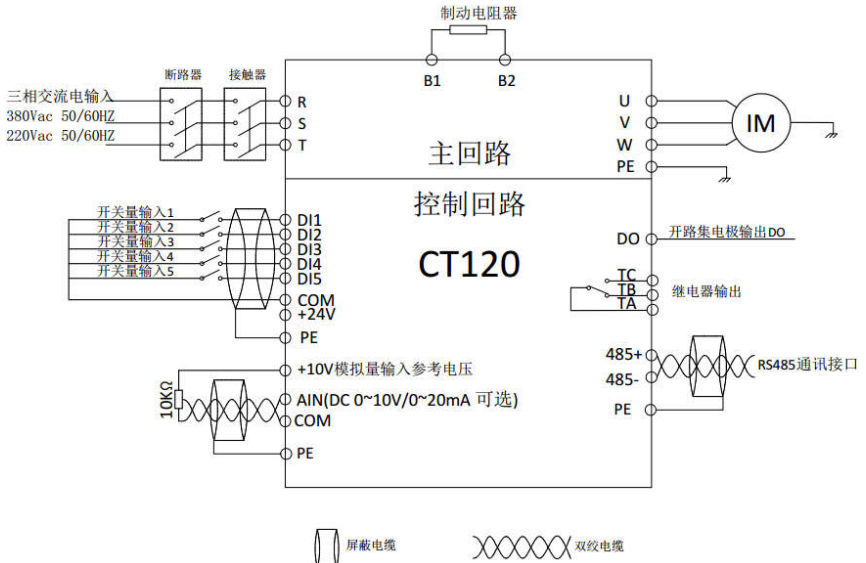 制动电阻器
B1 B2
断路器 接触器
三相交流电输入
380Vac 50/60HZ
220Vac 50/60HZ
R
S
T
主回路
U
V
W
PE
IM
控制回路
CT120
开关量输入1
开关量输入2
开关量输入3
开关量输入4
开关量输入5
DI1
DI2
DI3
DI4
DI5
COM
+24V
PE
DO 开路集电极输出DO
TC
TB
TA
继电器输出
+10V模拟量输入参考电压
10KΩ
AIN(DC 0~10V/0~20mA 可选)
COM
PE
485+
485-
RS485通讯接口
PE
屏蔽电缆 双绞电缆